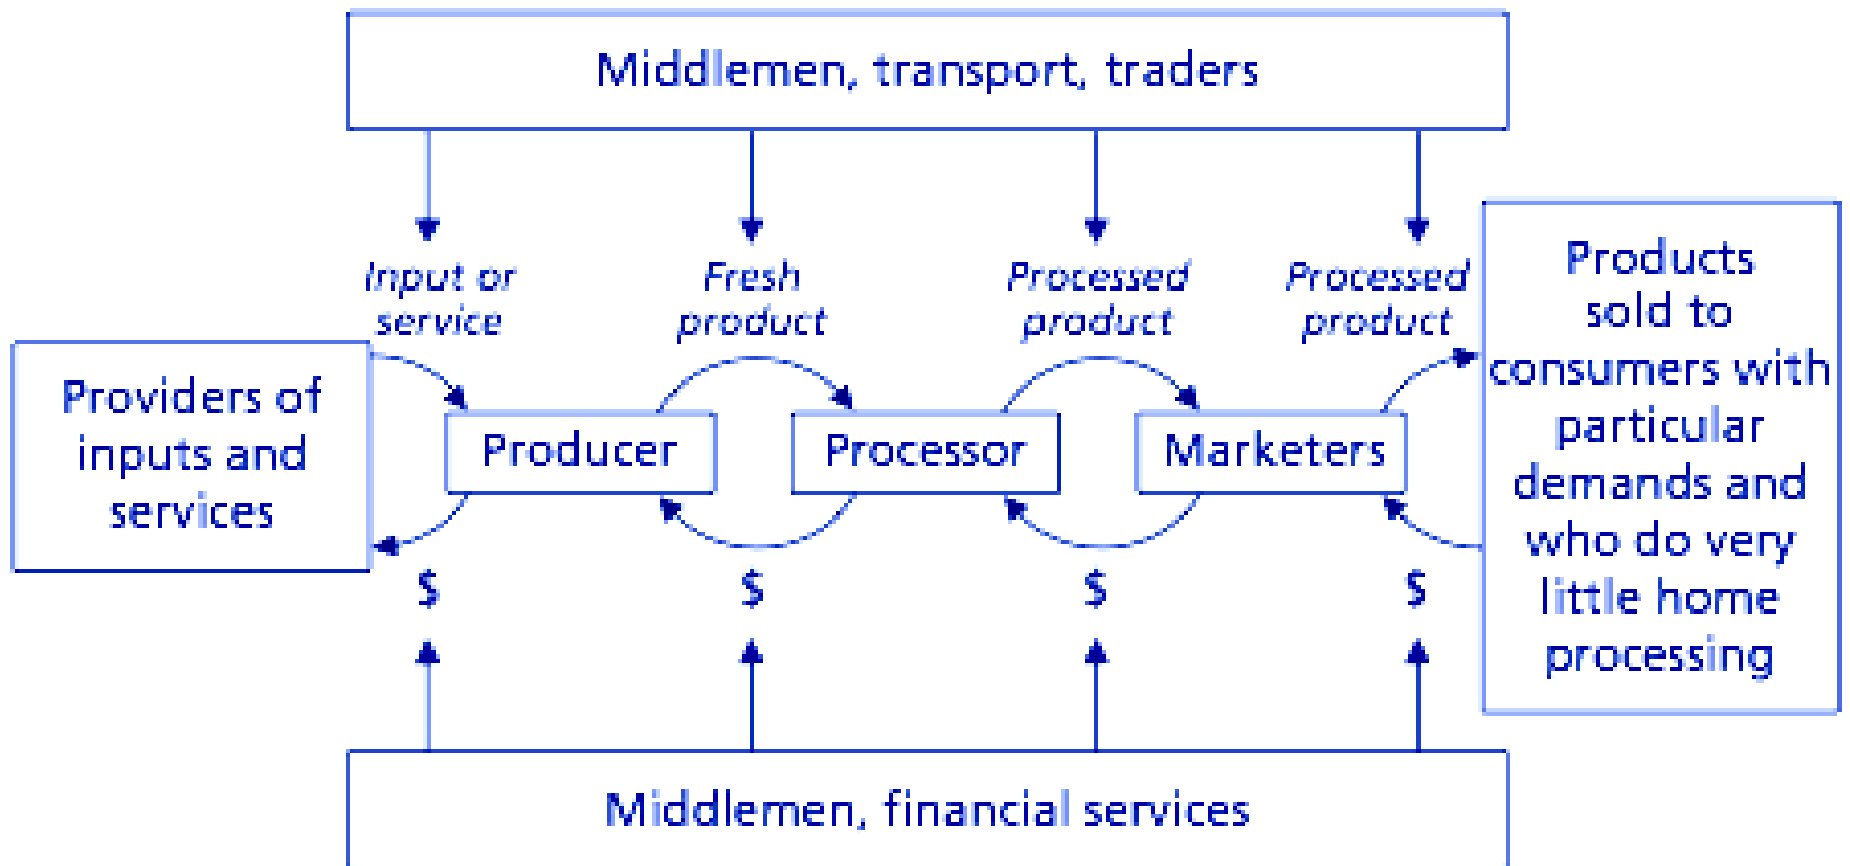 Middlemen, transport, traders
Input or
service
Fresh
product
Processed
product
Processed
product
Providers of
inputs and
services
Producer
Processor
Marketers
Products
sold to
consumers with
particular
demands and
who do very
little home
processing
$
$
$
$
Middlemen, financial services